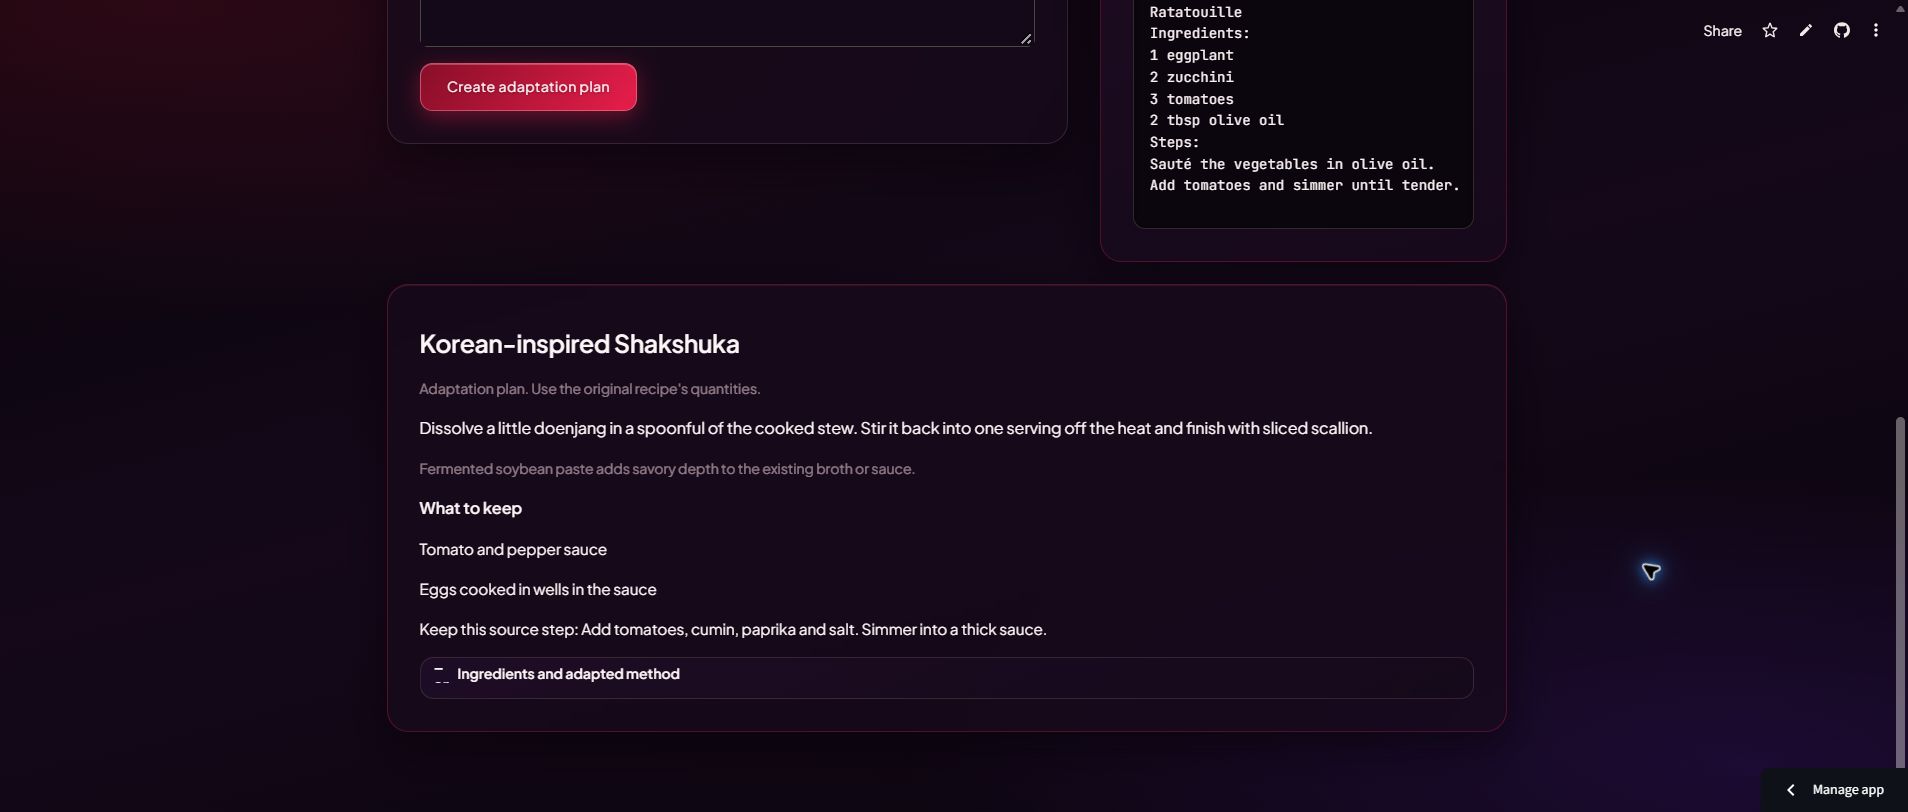 Share
Create adaptation plan
Ratatouille
Ingredients:
1 eggplant
2 zucchini
3 tomatoes
2 tbsp olive oil
Steps:
Sauté the vegetables in olive oil.
Add tomatoes and simmer until tender.
Korean-inspired Shakshuka
Adaptation plan. Use the original recipe's quantities.
Dissolve a little doenjang in a spoonful of the cooked stew. Stir it back into one serving off the heat and finish with sliced scallion.
Fermented soybean paste adds savory depth to the existing broth or sauce.
What to keep
Tomato and pepper sauce
Eggs cooked in wells in the sauce
Keep this source step: Add tomatoes, cumin, paprika and salt. Simmer into a thick sauce.
Ingredients and adapted method
Manage app